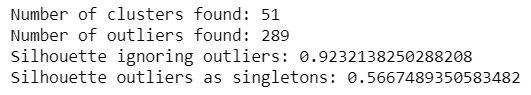 Number of clusters found: 51
Number of outliers found: 289
Silhouette ignoring outliers: 0.9232138250288208
Silhouette outliers as singletons: 0.5667489350583482